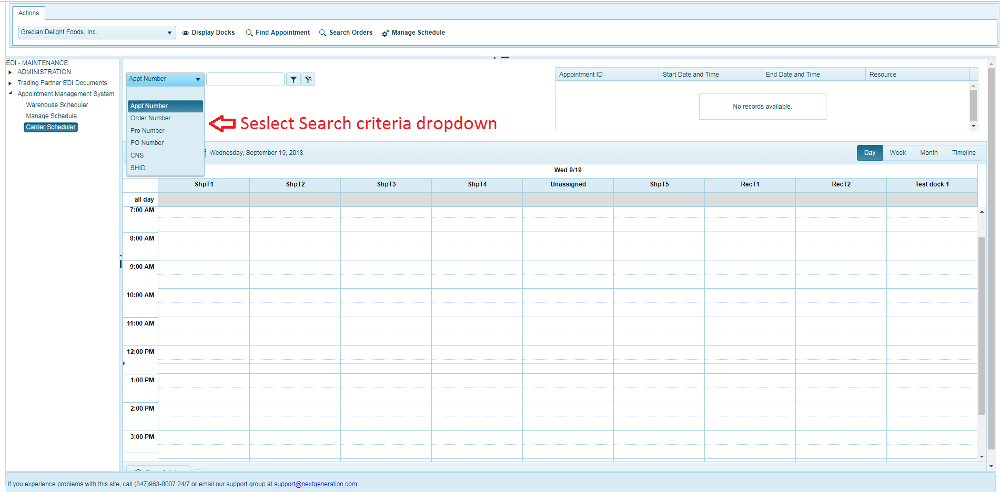 Actions
Grecian Delight Foods, Inc.
Display Docks
Find Appointment
Search Orders
Manage Schedule
EDI - MAINTENANCE
ADMINISTRATION
Trading Partner EDI Documents
Appointment Management System
Warehouse Scheduler
Manage Schedule
Carrier Scheduler
Appt Number
Appt Number
Order Number
Pro Number
PO Number
CNS
SHID
Seslect Search criteria dropdown
Appointment ID
Start Date and Time
End Date and Time
Resource
No records available.
Wednesday, September 19, 2018
Day
Week
Month
Timeline
Wed 9/19
ShpT1
ShpT2
ShpT3
ShpT4
Unassigned
ShpT5
RecT1
RecT2
Test dock 1
all day
7:00 AM
8:00 AM
9:00 AM
10:00 AM
11:00 AM
12:00 PM
1:00 PM
2:00 PM
3:00 PM
If you experience problems with this site, call (847)963-0007 24/7 or email our support group at support@nextgeneration.com